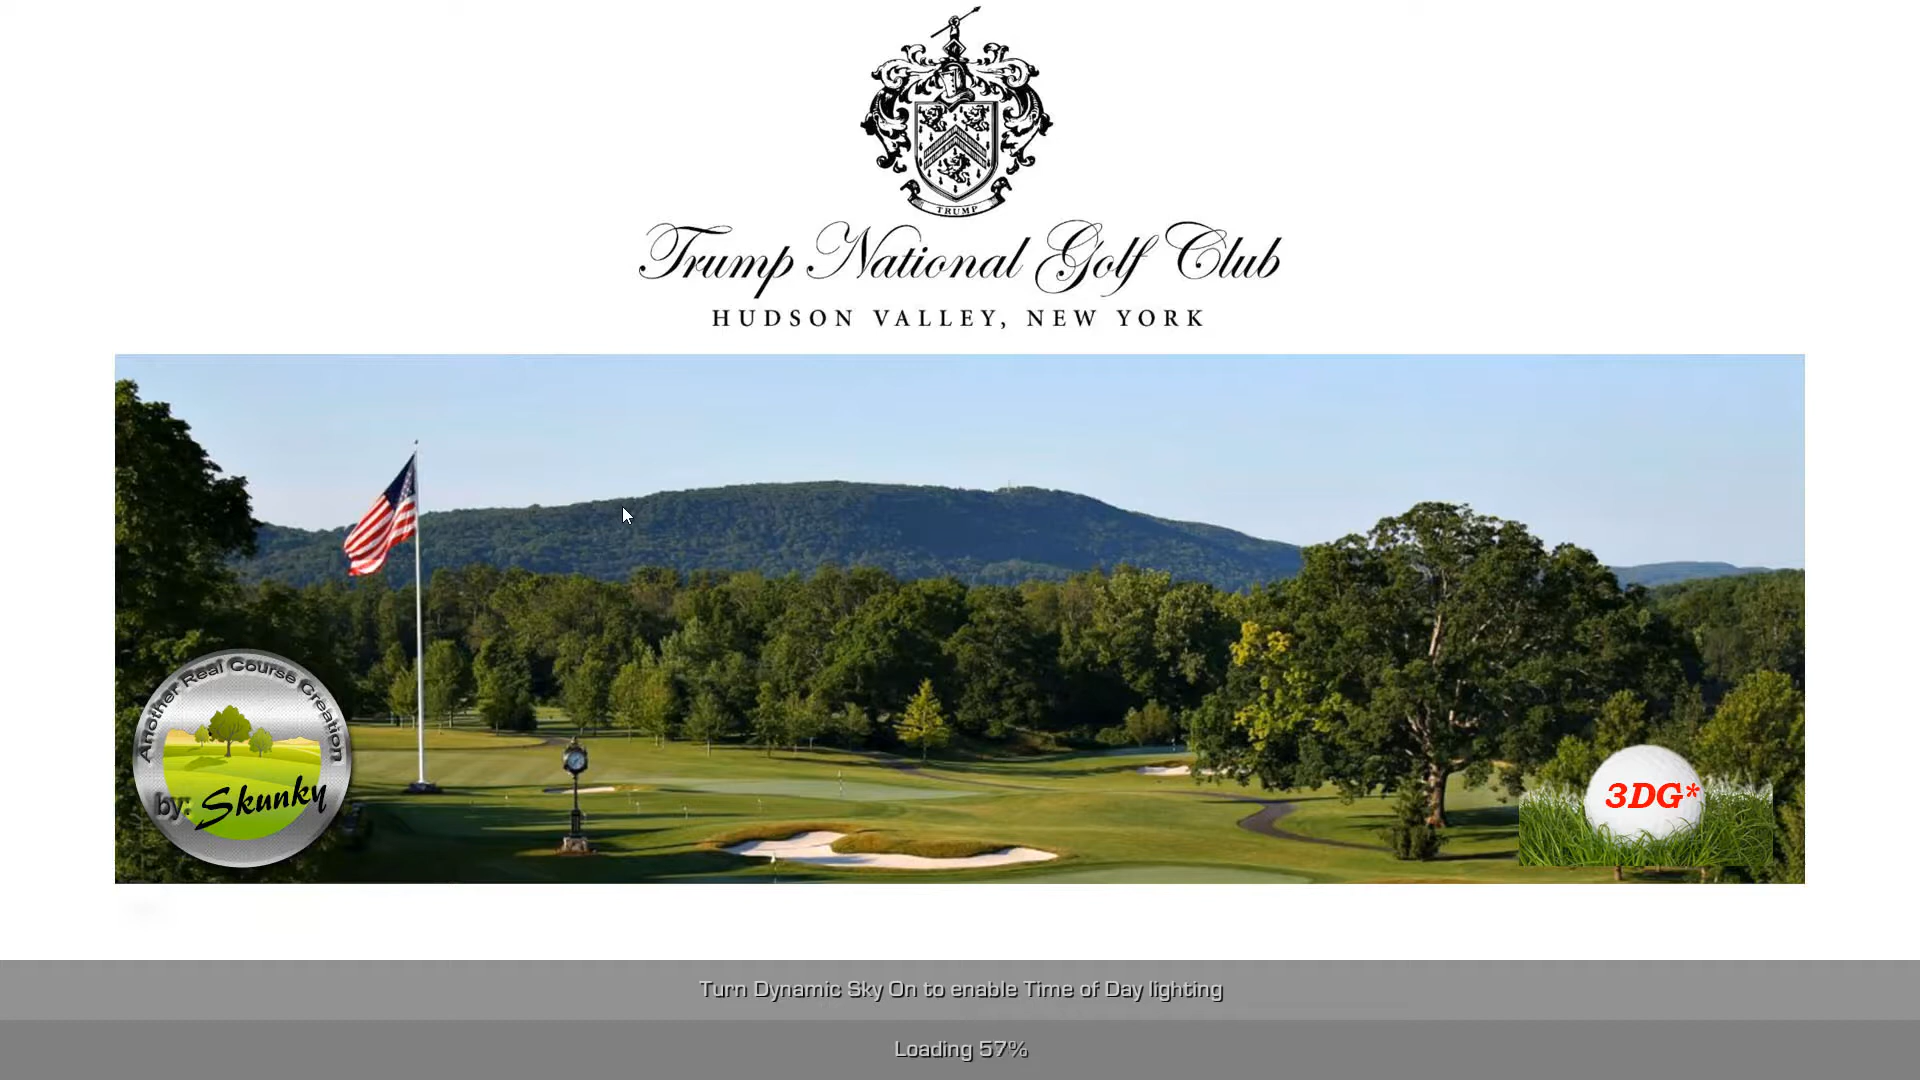 TRUMP
Trump National Golf Club
HUDSON VALLEY, NEW YORK
Another Real Course Creation
by: Skunky
3DG*
Turn Dynamic Sky On to enable Time of Day lighting
Loading 57%